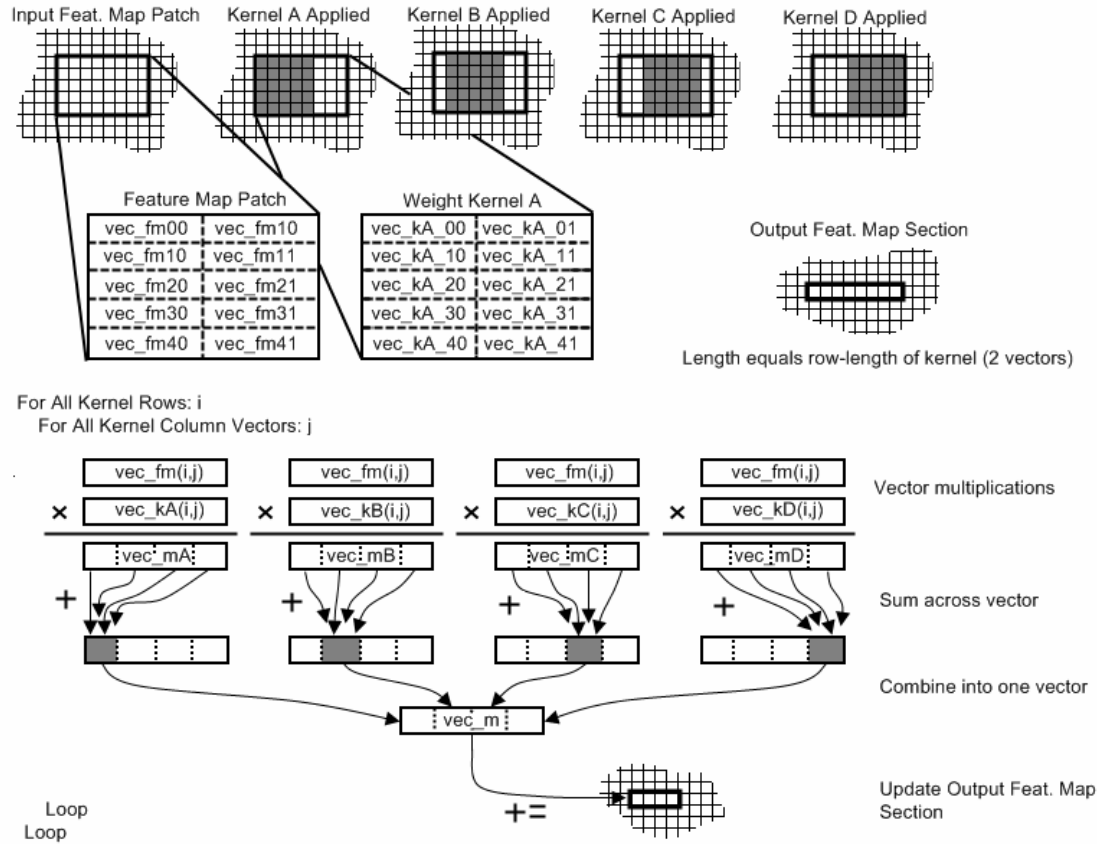 Input Feat. Map Patch Kernel A Applied Kernel B Applied Kernel C Applied Kernel D Applied
Feature Map Patch
vec_fm00 vec_fm10
vec_fm10 vec_fm11
vec_fm20 vec_fm21
vec_fm30 vec_fm31
vec_fm40 vec_fm41
Weight Kernel A
vec_kA_00 vec_kA_01
vec_kA_10 vec_kA_11
vec_kA_20 vec_kA_21
vec_kA_30 vec_kA_31
vec_kA_40 vec_kA_41
Output Feat. Map Section
Length equals row-length of kernel (2 vectors)
For All Kernel Rows: i
For All Kernel Column Vectors: j
vec_fm(i,j) vec_fm(i,j) vec_fm(i,j) vec_fm(i,j)
× vec_kA(i,j) × vec_kB(i,j) × vec_kC(i,j) × vec_kD(i,j)
Vector multiplications
vec_mA vec_mB vec_mC vec_mD
+ + + +
Sum across vector
Combine into one vector
vec_m
+=
Update Output Feat. Map
Section
Loop
Loop